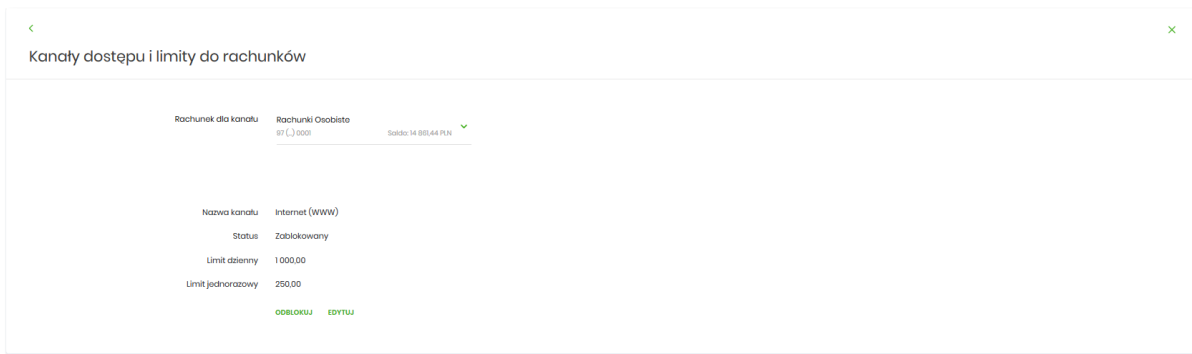 Kanały dostępu i limity do rachunków
Rachunek dla kanału Rachunki Osobiste
97 (...) 0001 Saldo: 14 861,44 PLN
Nazwa kanału Internet (WWW)
Status Zablokowany
Limit dzienny 1 000,00
Limit jednorazowy 250,00
ODBLOKUJ EDYTUJ